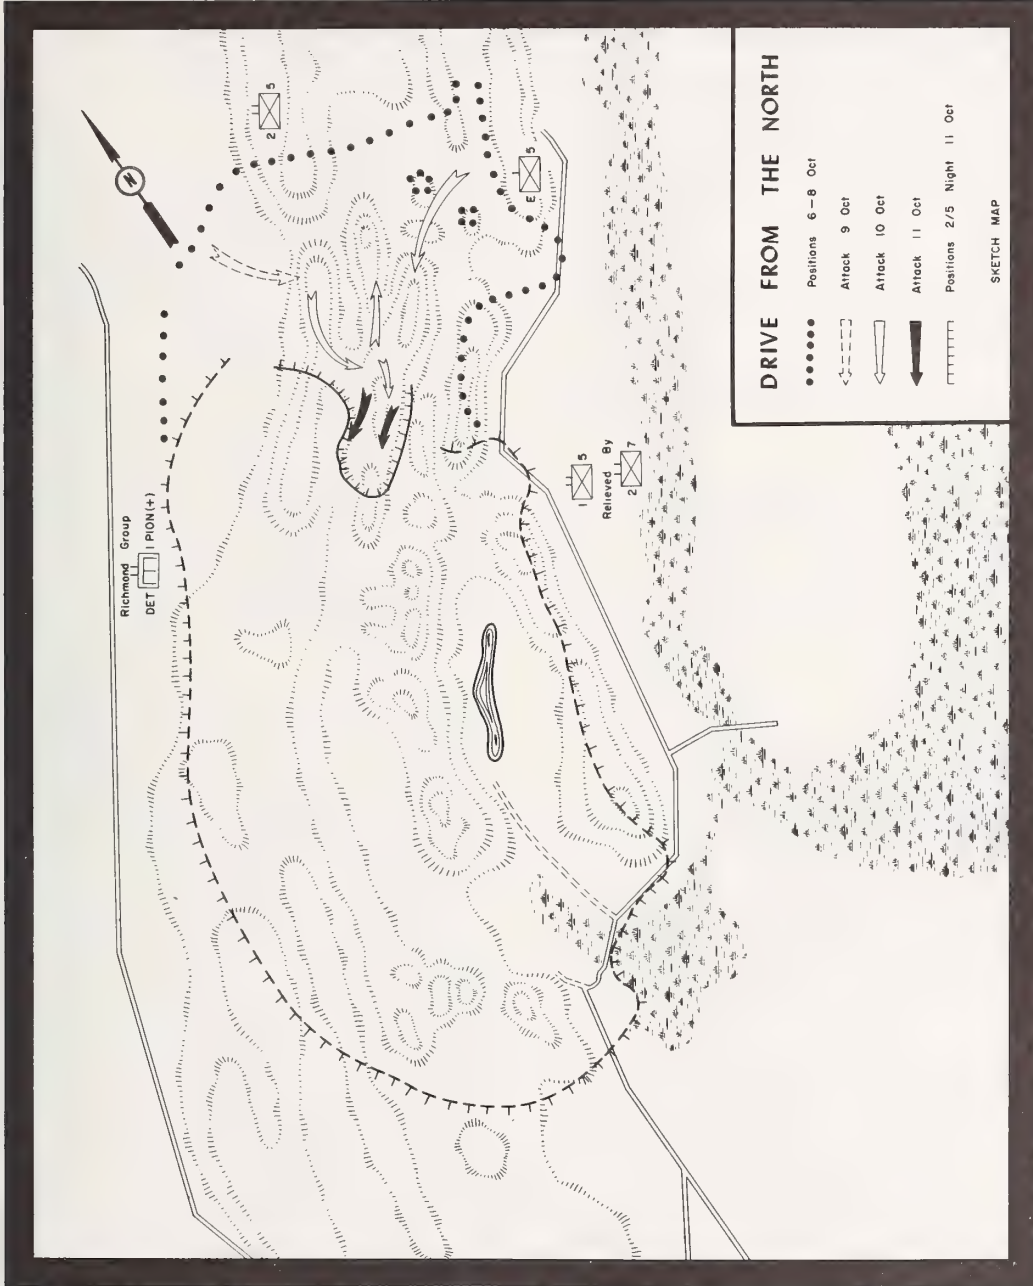 DRIVE FROM THE NORTH
Positions 6-8 Oct
Attack 9 Oct
Attack 10 Oct
Attack 11 Oct
Positions 2/5 Night 11 Oct
SKETCH MAP
N
2 5
E 5
1 5
Relieved By
2 7
Richmond Group
DET 1 PION (+)